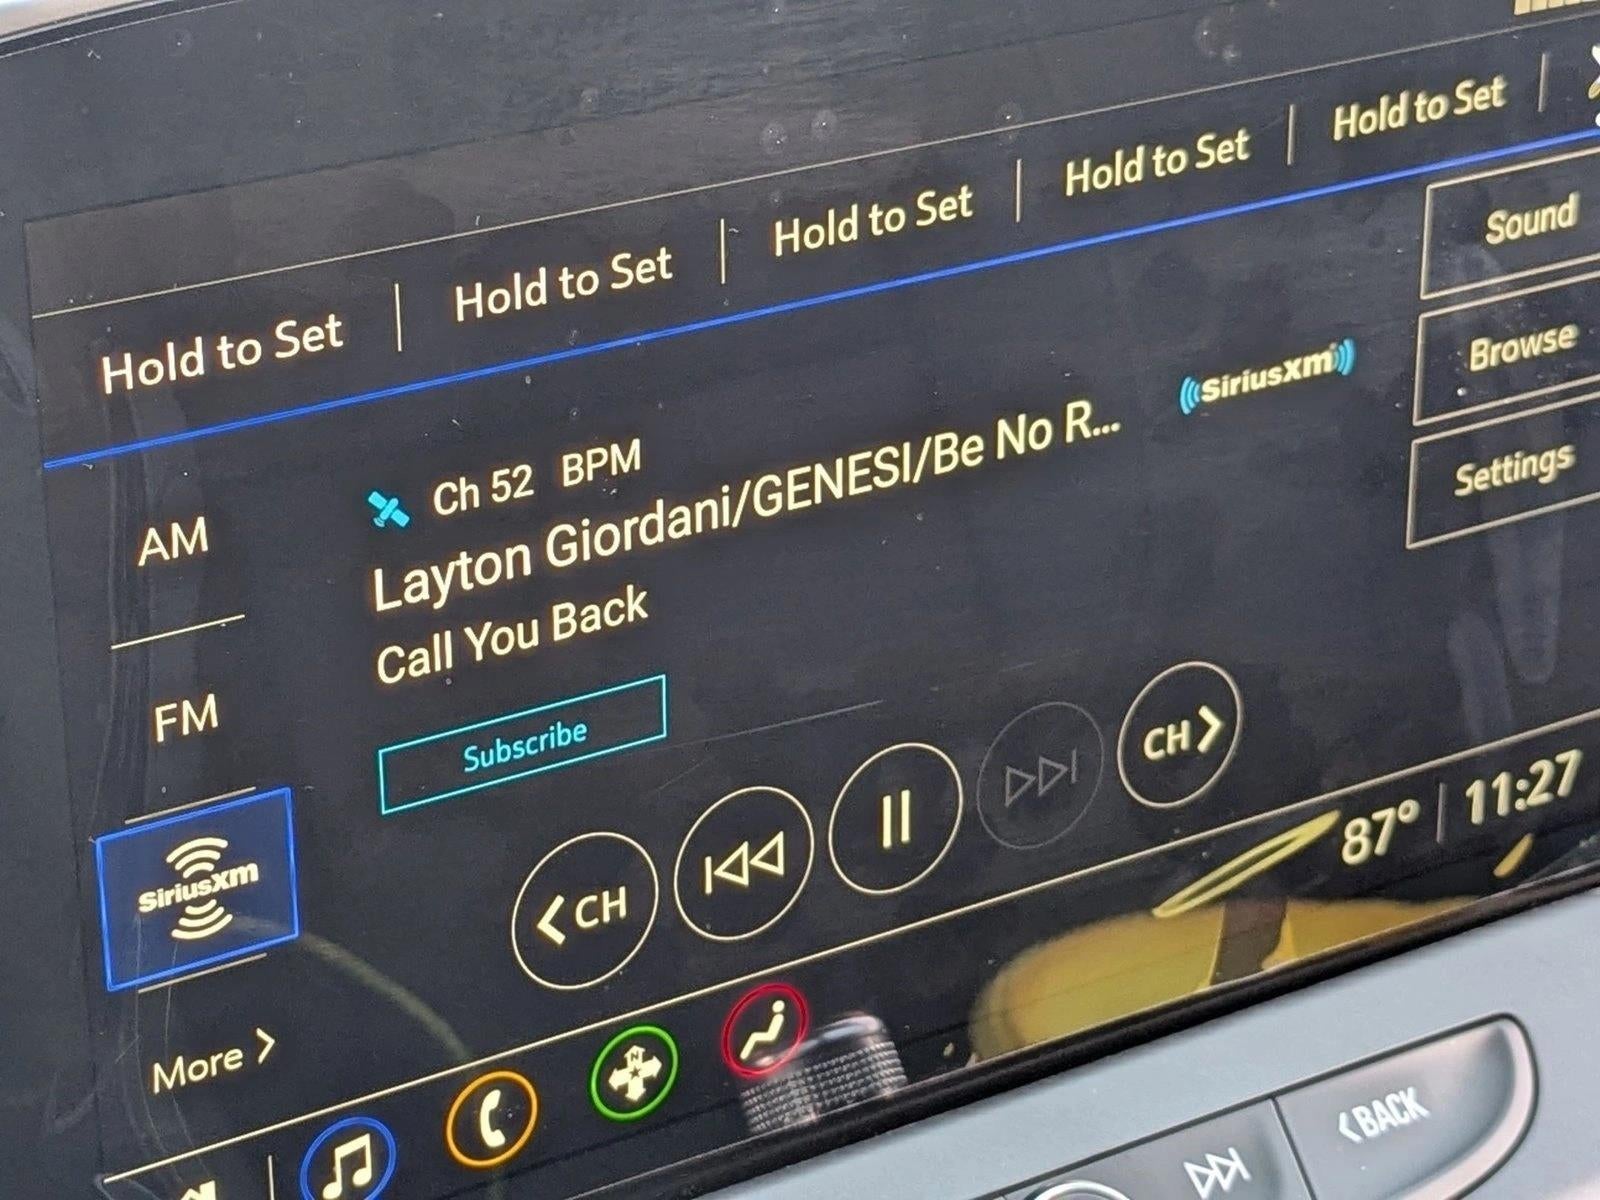 Hold to Set | Hold to Set | Hold to Set | Hold to Set | Hold to Set |
Sound
Browse
Settings
((SiriusXM))
Ch 52 BPM
Layton Giordani/GENESI/Be No R...
Call You Back
Subscribe
AM
FM
SiriusXM
More >
<CH
CH>
87° | 11:27
N
<BACK